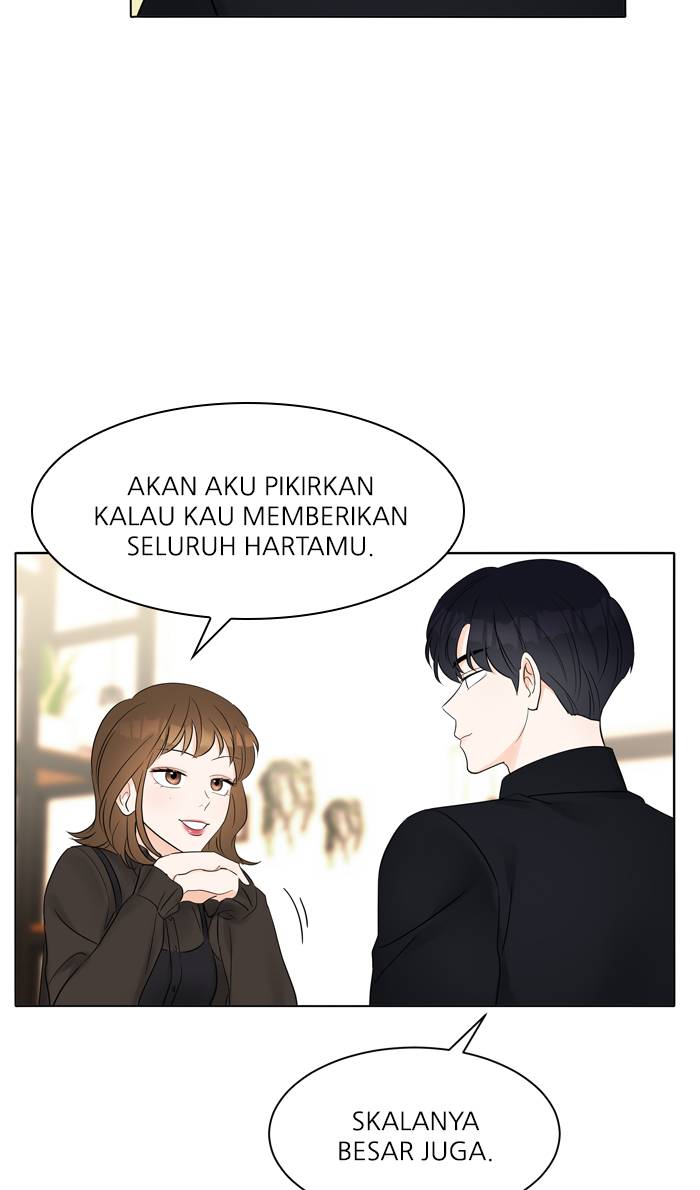 AKAN AKU PIKIRKAN
KALAU KAU MEMBERIKAN
SELURUH HARTAMU.
SKALANYA
BESAR JUGA.